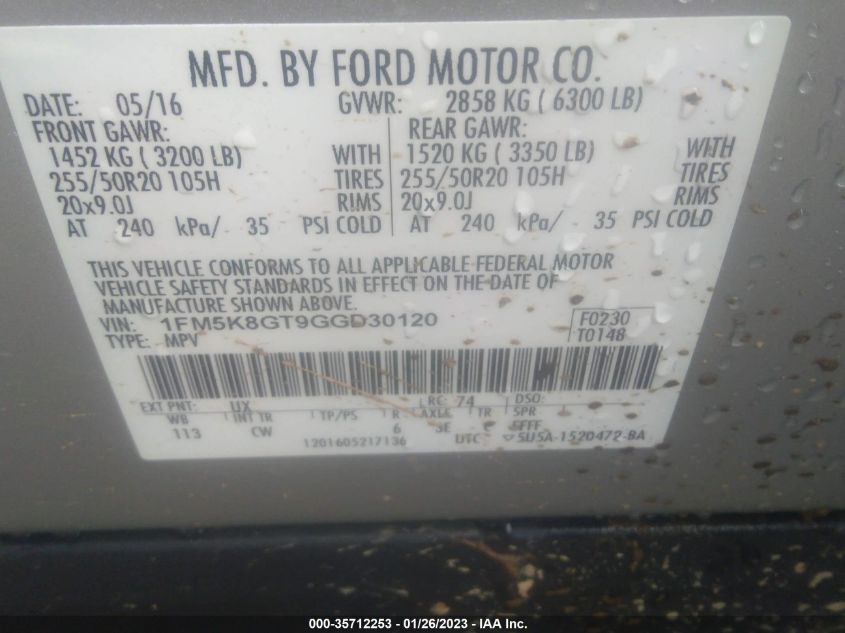 MFD. BY FORD MOTOR CO.
DATE: 05/16 GVWR: 2858 KG ( 6300 LB)
FRONT GAWR: REAR GAWR:
1452 KG ( 3200 LB) WITH 1520 KG ( 3350 LB) WITH
255/50R20 105H TIRES 255/50R20 105H TIRES
20x9.0J RIMS 20x9.0J RIMS
AT 240 kPa/ 35 PSI COLD AT 240 kPa/ 35 PSI COLD
THIS VEHICLE CONFORMS TO ALL APPLICABLE FEDERAL MOTOR
VEHICLE SAFETY STANDARDS IN EFFECT ON THE DATE OF
MANUFACTURE SHOWN ABOVE.
VIN: 1FM5K8GT9GGD30120 F0230
TYPE: MPV T0148
EXT PNT: UX RC: 74 DSO:
WB INT TR TP/PS R AXLE TR SPR
113 CW 6 3E FFFF
1201605217136 UTC 5U5A-1520472-BA
000-35712253 - 01/26/2023 - IAA Inc.